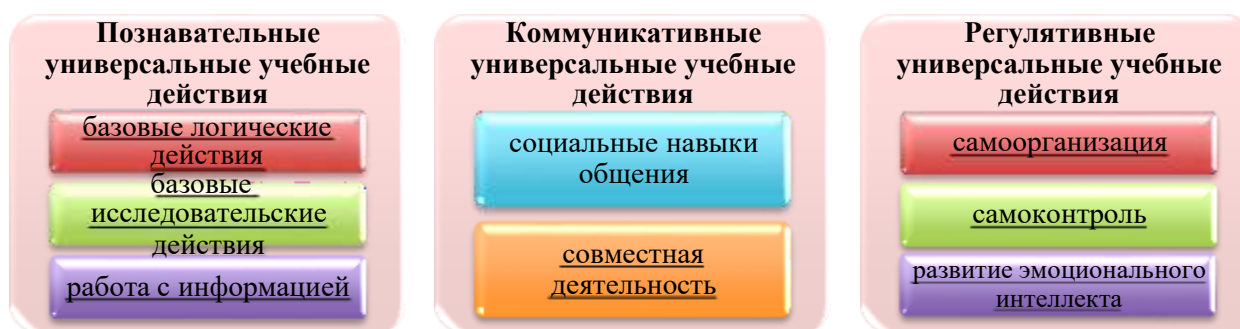 Познавательные
универсальные учебные
действия
базовые логические
действия
базовые
исследовательские
действия
работа с информацией
Коммуникативные
универсальные учебные
действия
социальные навыки
общения
совместная
деятельность
Регулятивные
универсальные учебные
действия
самоорганизация
самоконтроль
развитие эмоционального
интеллекта